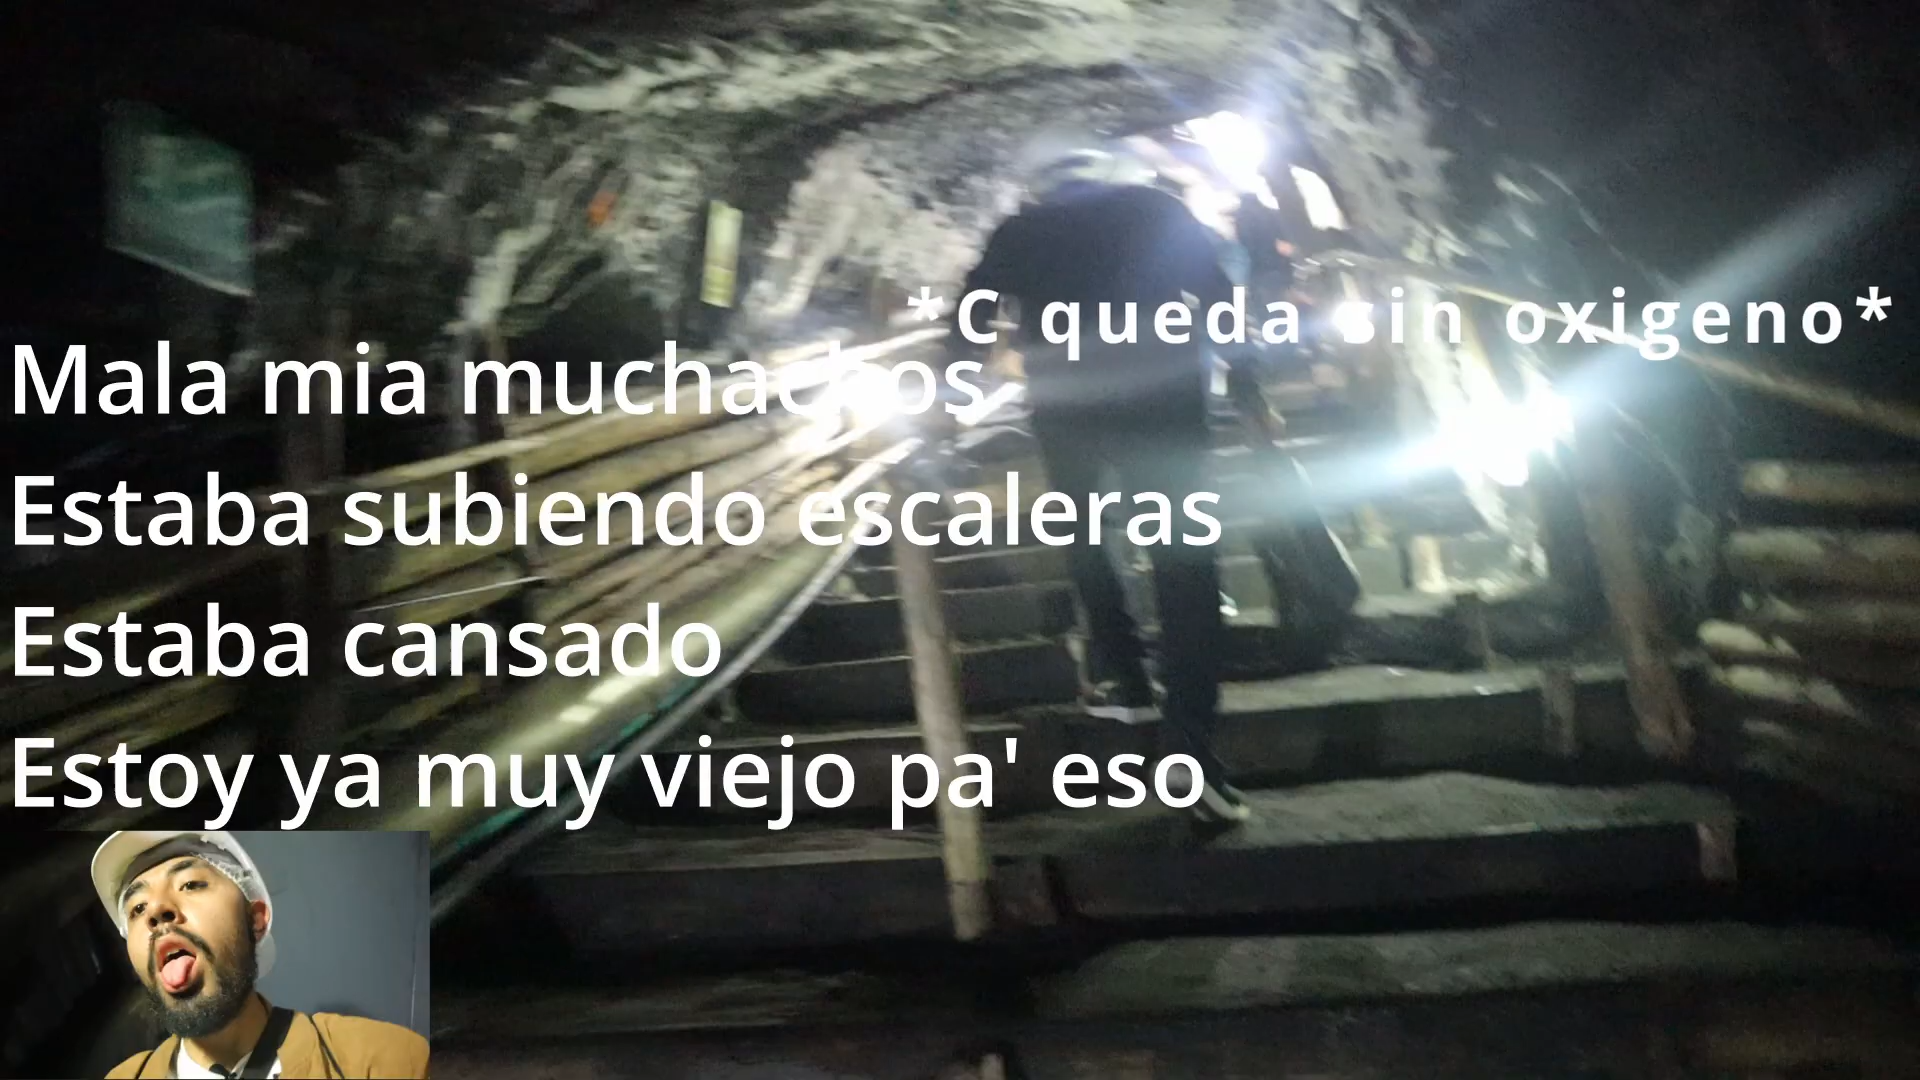 *C queda sin oxigeno*
Mala mia muchachos
Estaba subiendo escaleras
Estaba cansado
Estoy ya muy viejo pa' eso